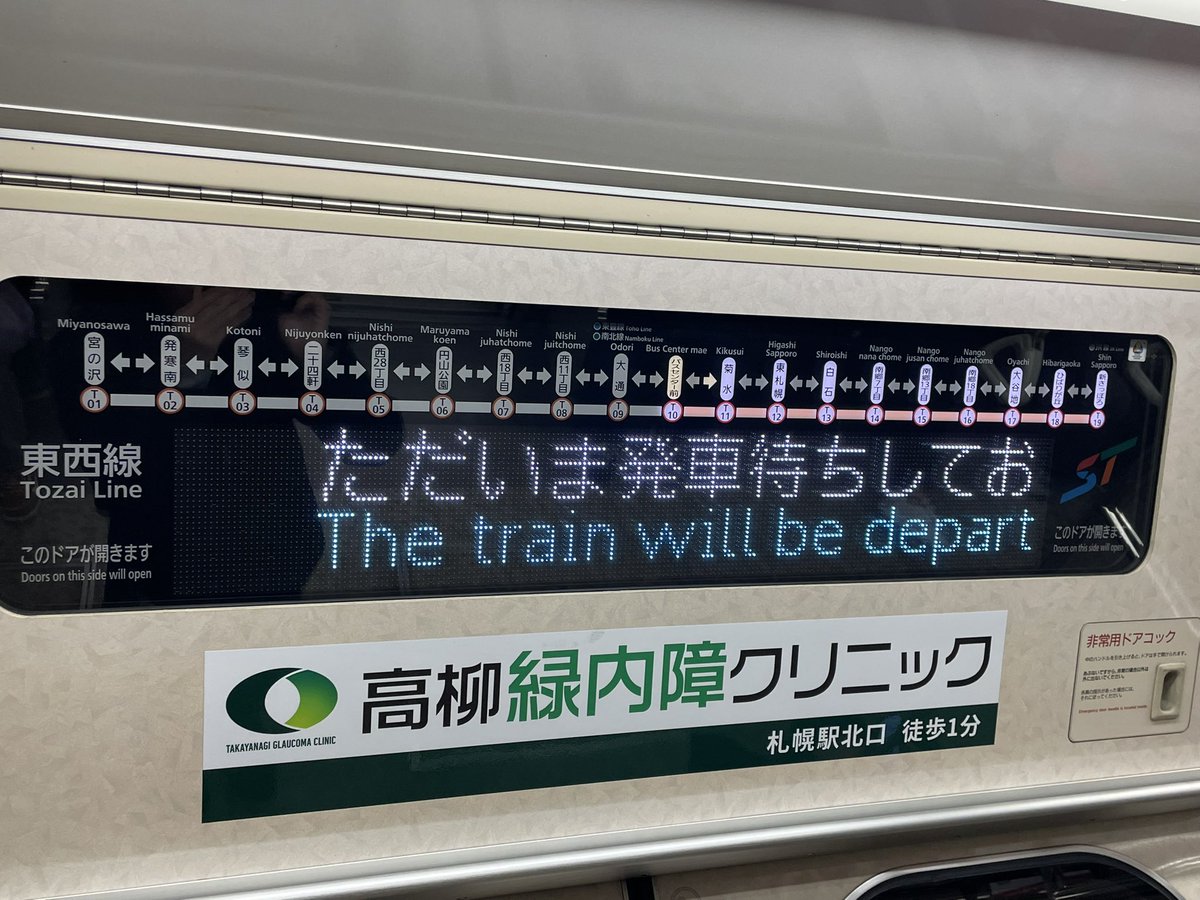 Miyanosawa Hassamu minami Kotoni Nijuyonken Nishi nijuhatchome Maruyama koen Nishi juhatchome Nishi juitchome Odori Bus Center mae Kikusui Higashi Sapporo Shiroishi Nango nana chome Nango jusan chome Nango juhatchome Oyachi Hibarigaoka Shin Sapporo
東豊線 Toho Line
南北線 Namboku Line
宮の沢 発寒南 琴似 二十四軒 西28丁目 円山公園 西18丁目 西11丁目 大通 バスセンター前 菊水 東札幌 白石 南郷7丁目 南郷13丁目 南郷18丁目 大谷地 ひばりが丘 新さっぽろ
T01 T02 T03 T04 T05 T06 T07 T08 T09 T10 T11 T12 T13 T14 T15 T16 T17 T18 T19
東西線
Tozai Line
ただいま発車待ちしてお
The train will be depart
ST
このドアが開きます
Doors on this side will open
このドアが開きます
Doors on this side will open
高柳緑内障クリニック
TAKAYANAGI GLAUCOMA CLINIC
札幌駅北口 徒歩1分
非常用ドアコック